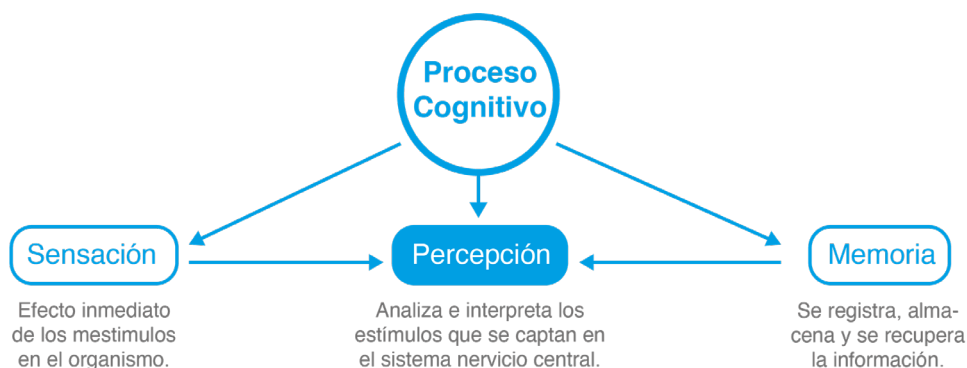 Proceso
Cognitivo
Sensación
Percepción
Memoria
Efecto inmediato
de los mestimulos
en el organismo.
Analiza e interpreta los
estímulos que se captan en
el sistema nervicio central.
Se registra, alma-
cena y se recupera
la información.